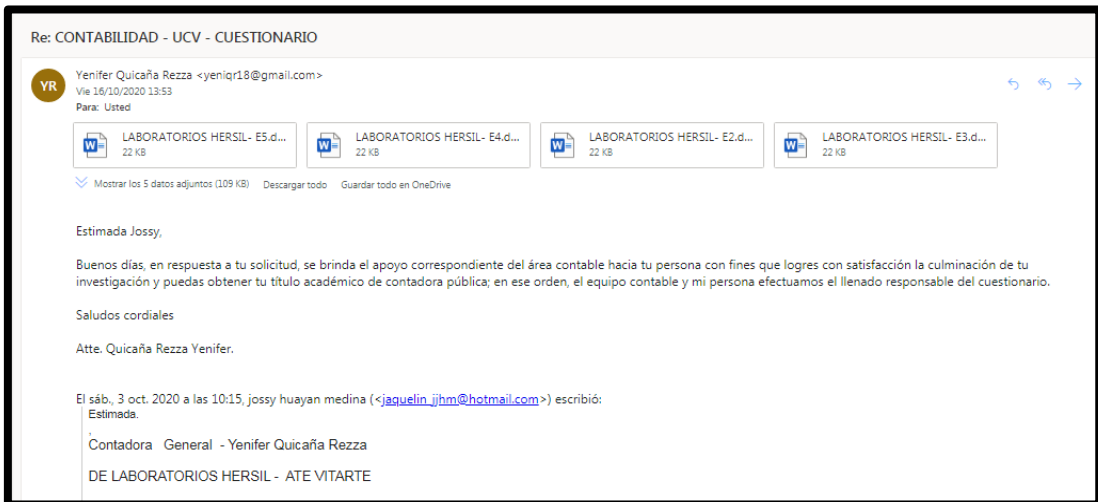 Re: CONTABILIDAD - UCV - CUESTIONARIO
YR
Yenifer Quicaña Rezza <yeniqr18@gmail.com>
Vie 16/10/2020 13:53
Para: Usted
LABORATORIOS HERSIL- E5.d...
22 KB
LABORATORIOS HERSIL- E4.d...
22 KB
LABORATORIOS HERSIL- E2.d...
22 KB
LABORATORIOS HERSIL- E3.d...
22 KB
Mostrar los 5 datos adjuntos (109 KB) Descargar todo Guardar todo en OneDrive
Estimada Jossy,
Buenos días, en respuesta a tu solicitud, se brinda el apoyo correspondiente del área contable hacia tu persona con fines que logres con satisfacción la culminación de tu
investigación y puedas obtener tu título académico de contadora pública; en ese orden, el equipo contable y mi persona efectuamos el llenado responsable del cuestionario.
Saludos cordiales
Atte. Quicaña Rezza Yenifer.
El sáb., 3 oct. 2020 a las 10:15, jossy huayan medina (<jaquelin_jjhm@hotmail.com>) escribió:
Estimada.
.
Contadora General - Yenifer Quicaña Rezza
DE LABORATORIOS HERSIL - ATE VITARTE